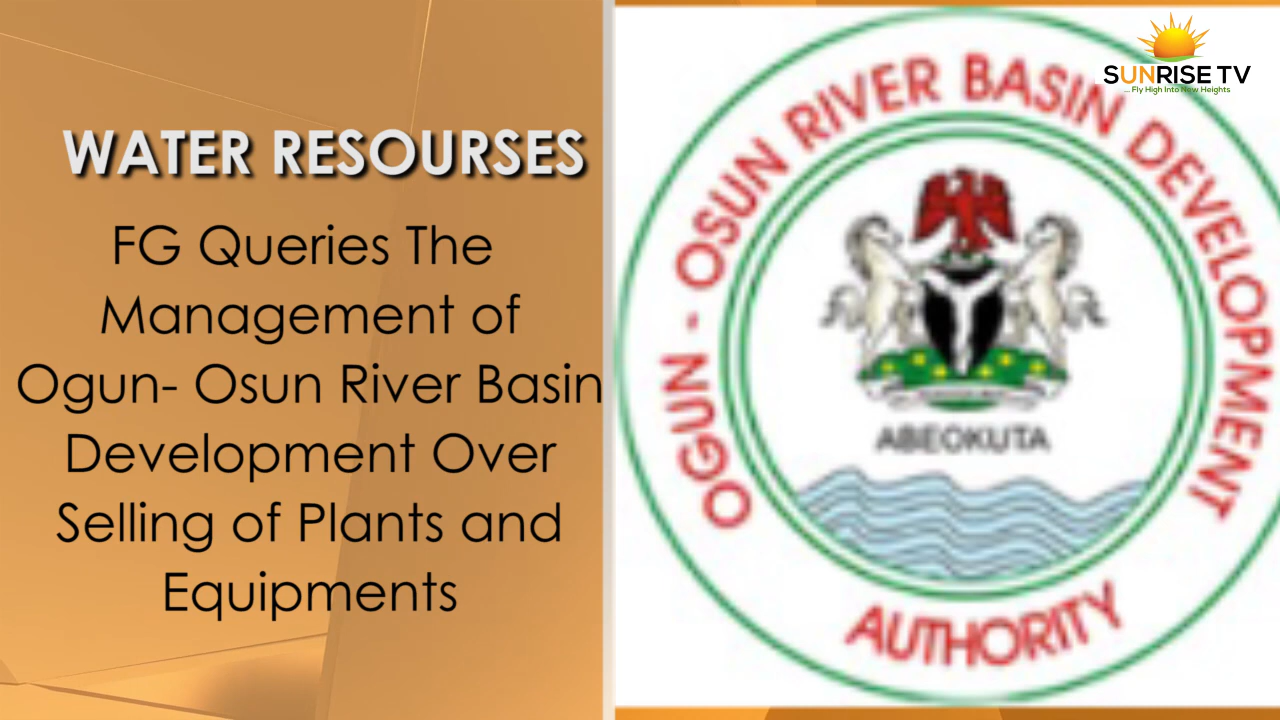 WATER RESOURSES
FG Queries The
Management of
Ogun- Osun River Basin
Development Over
Selling of Plants and
Equipments
SUNRISE TV
... Fly High Into New Heights
OGUN - OSUN RIVER BASIN DEVELOPMENT
ABEOKUTA
AUTHORITY